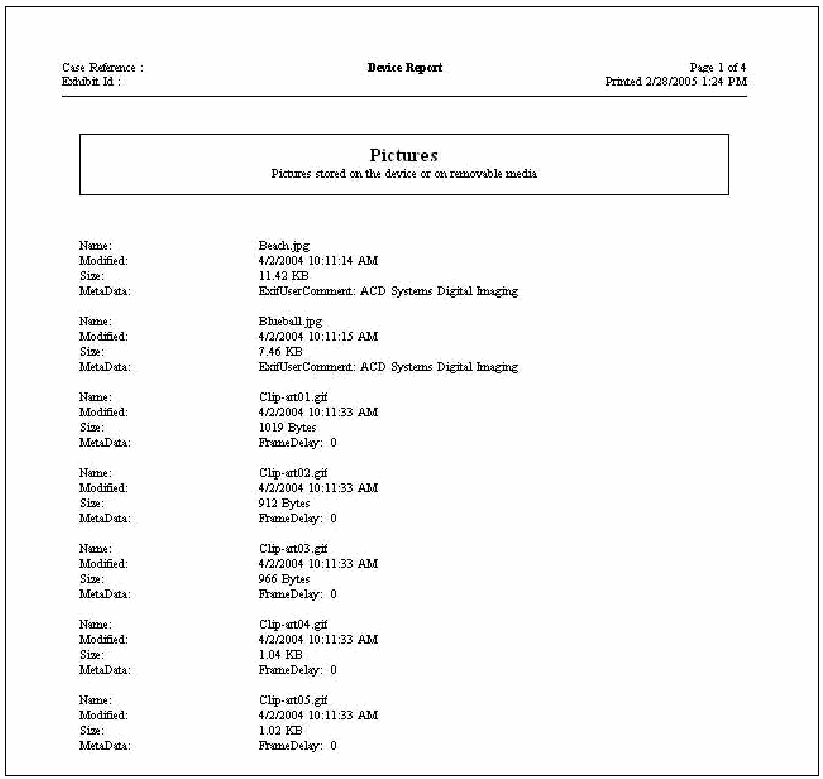 Case Reference : Device Report Page 1 of 4
Exhibit Id : Printed 2/28/2005 1:24 PM
Pictures
Pictures stored on the device or on removable media
Name: Beach.jpg
Modified: 4/2/2004 10:11:14 AM
Size: 11.42 KB
MetaData: ExifUserComment: ACD Systems Digital Imaging
Name: Blueball.jpg
Modified: 4/2/2004 10:11:15 AM
Size: 7.46 KB
MetaData: ExifUserComment: ACD Systems Digital Imaging
Name: Clip-art01.gif
Modified: 4/2/2004 10:11:33 AM
Size: 1019 Bytes
MetaData: FrameDelay: 0
Name: Clip-art02.gif
Modified: 4/2/2004 10:11:33 AM
Size: 912 Bytes
MetaData: FrameDelay: 0
Name: Clip-art03.gif
Modified: 4/2/2004 10:11:33 AM
Size: 966 Bytes
MetaData: FrameDelay: 0
Name: Clip-art04.gif
Modified: 4/2/2004 10:11:33 AM
Size: 1.04 KB
MetaData: FrameDelay: 0
Name: Clip-art05.gif
Modified: 4/2/2004 10:11:33 AM
Size: 1.02 KB
MetaData: FrameDelay: 0